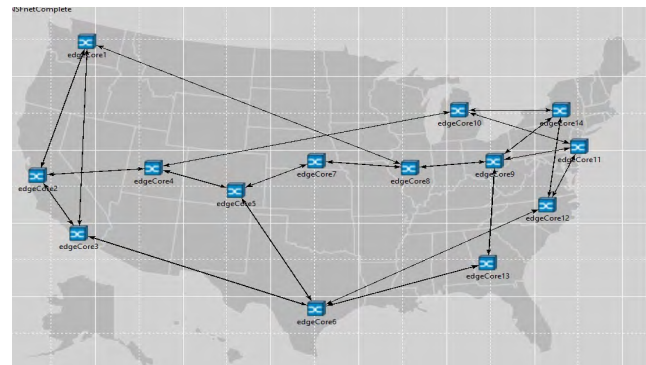 NSFnetComplete
edgeCore1
edgeCore10
edgeCore14
edgeCore11
edgeCore7
edgeCore8
edgeCore9
edgeCore4
edgeCore2
edgeCore5
edgeCore12
edgeCore3
edgeCore13
edgeCore6